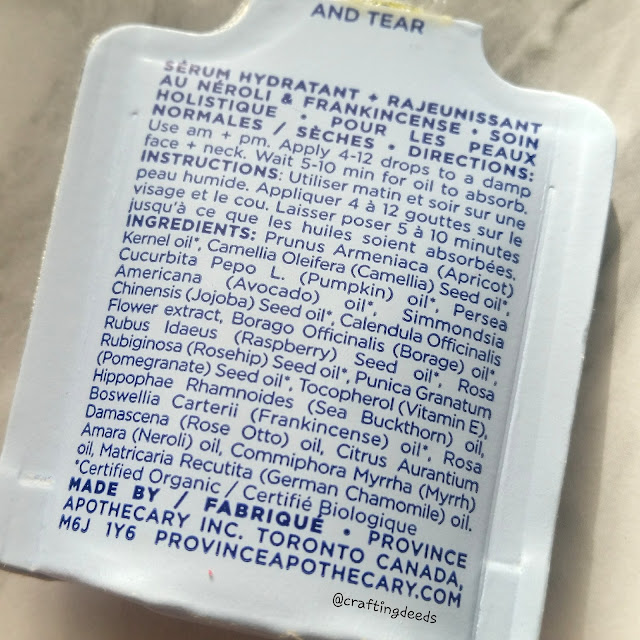 AND TEAR
SÉRUM HYDRATANT + RAJEUNISSANT
AU NÉROLI & FRANKINCENSE • SOIN
HOLISTIQUE • POUR LES PEAUX
NORMALES / SÈCHES • DIRECTIONS:
Use am + pm. Apply 4-12 drops to a damp
face + neck. Wait 5-10 min for oil to absorb.
INSTRUCTIONS: Utiliser matin et soir sur une
peau humide. Appliquer 4 à 12 gouttes sur le
visage et le cou. Laisser poser 5 à 10 minutes
jusqu'à ce que les huiles soient absorbées.
INGREDIENTS: Prunus Armeniaca (Apricot)
Kernel oil*, Camellia Oleifera (Camellia) Seed oil*,
Cucurbita Pepo L. (Pumpkin) oil*, Persea
Americana (Avocado) oil*, Simmondsia
Chinensis (Jojoba) Seed oil*, Calendula Officinalis
Flower extract, Borago Officinalis (Borage) oil*,
Rubus Idaeus (Raspberry) Seed oil*, Rosa
Rubiginosa (Rosehip) Seed oil*, Punica Granatum
(Pomegranate) Seed oil*, Tocopherol (Vitamin E),
Hippophae Rhamnoides (Sea Buckthorn) oil,
Boswellia Carterii (Frankincense) oil*, Rosa
Damascena (Rose Otto) oil, Citrus Aurantium
Amara (Neroli) oil, Commiphora Myrrha (Myrrh)
oil, Matricaria Recutita (German Chamomile) oil.
*Certified Organic / Certifié Biologique
MADE BY / FABRIQUÉ • PROVINCE
APOTHECARY INC. TORONTO CANADA,
M6J 1Y6 PROVINCEAPOTHECARY.COM
@craftingdeeds